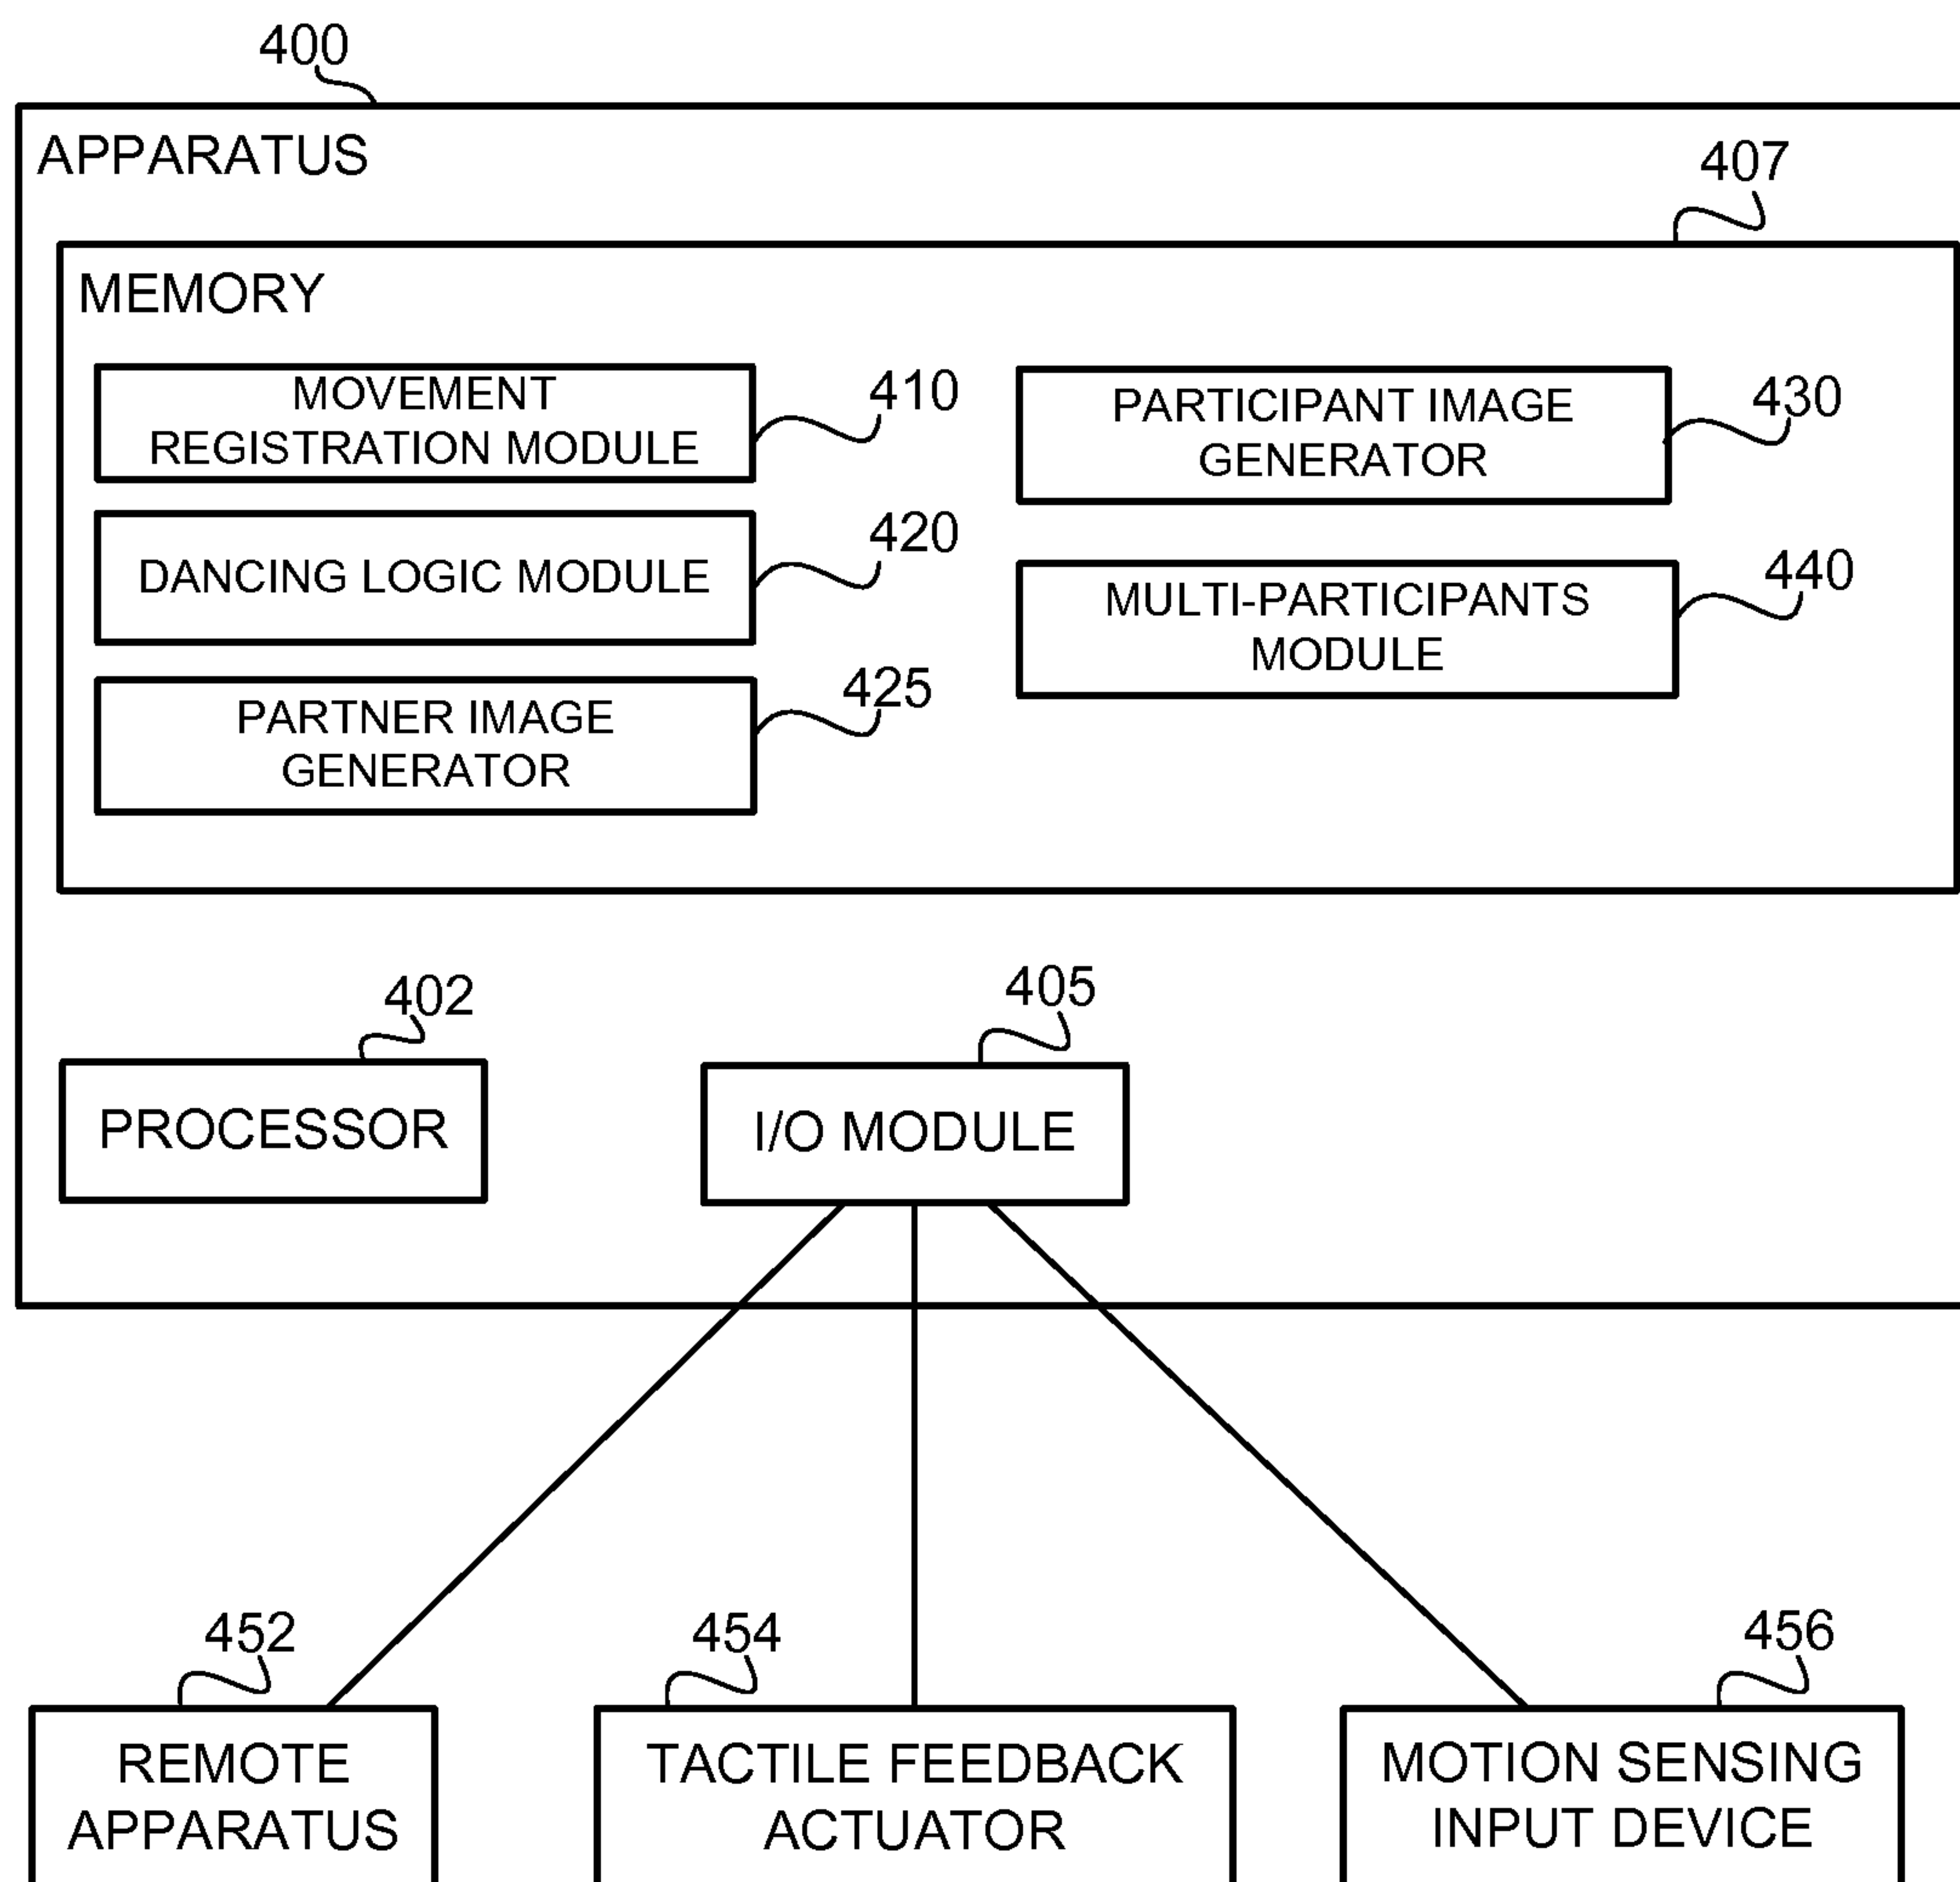 400
APPARATUS
407
MEMORY
MOVEMENT
REGISTRATION MODULE
410
PARTICIPANT IMAGE
GENERATOR
430
DANCING LOGIC MODULE
420
MULTI-PARTICIPANTS
MODULE
440
PARTNER IMAGE
GENERATOR
425
402
PROCESSOR
405
I/O MODULE
452
REMOTE
APPARATUS
454
TACTILE FEEDBACK
ACTUATOR
456
MOTION SENSING
INPUT DEVICE